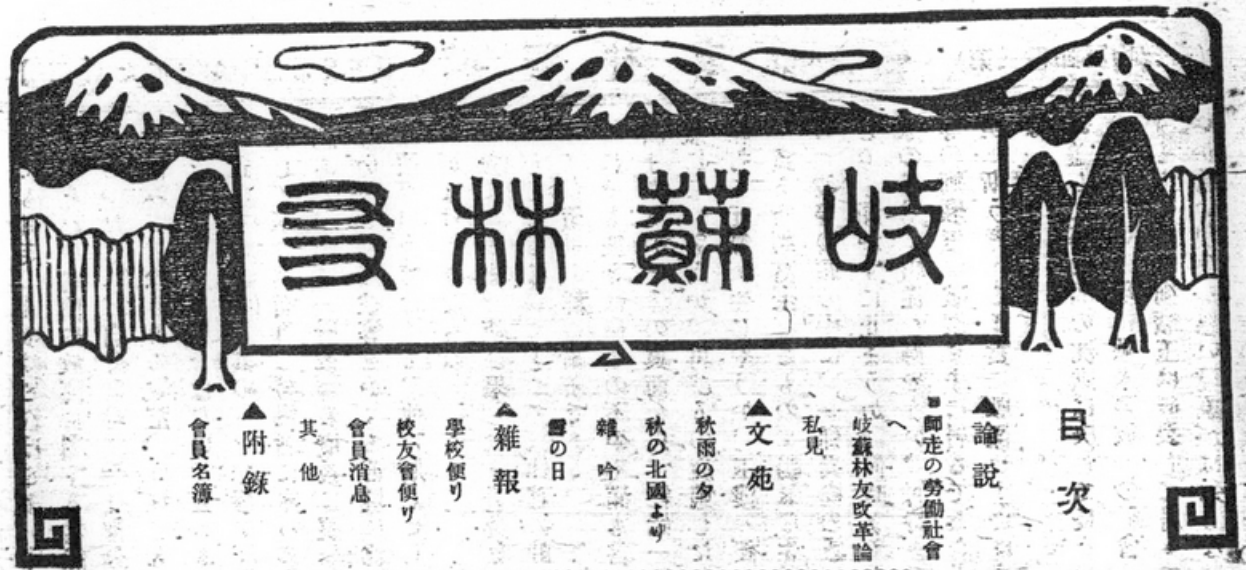 岐蘇林友
目次
▲論説
師走の勞働社會
へ
岐蘇林友改革論
私見
▲文苑
秋雨の夕
秋の北國より
雜吟
の日
▲雜報
學校便り
校友會便り
會員消息
其他
▲附錄
會員名簿